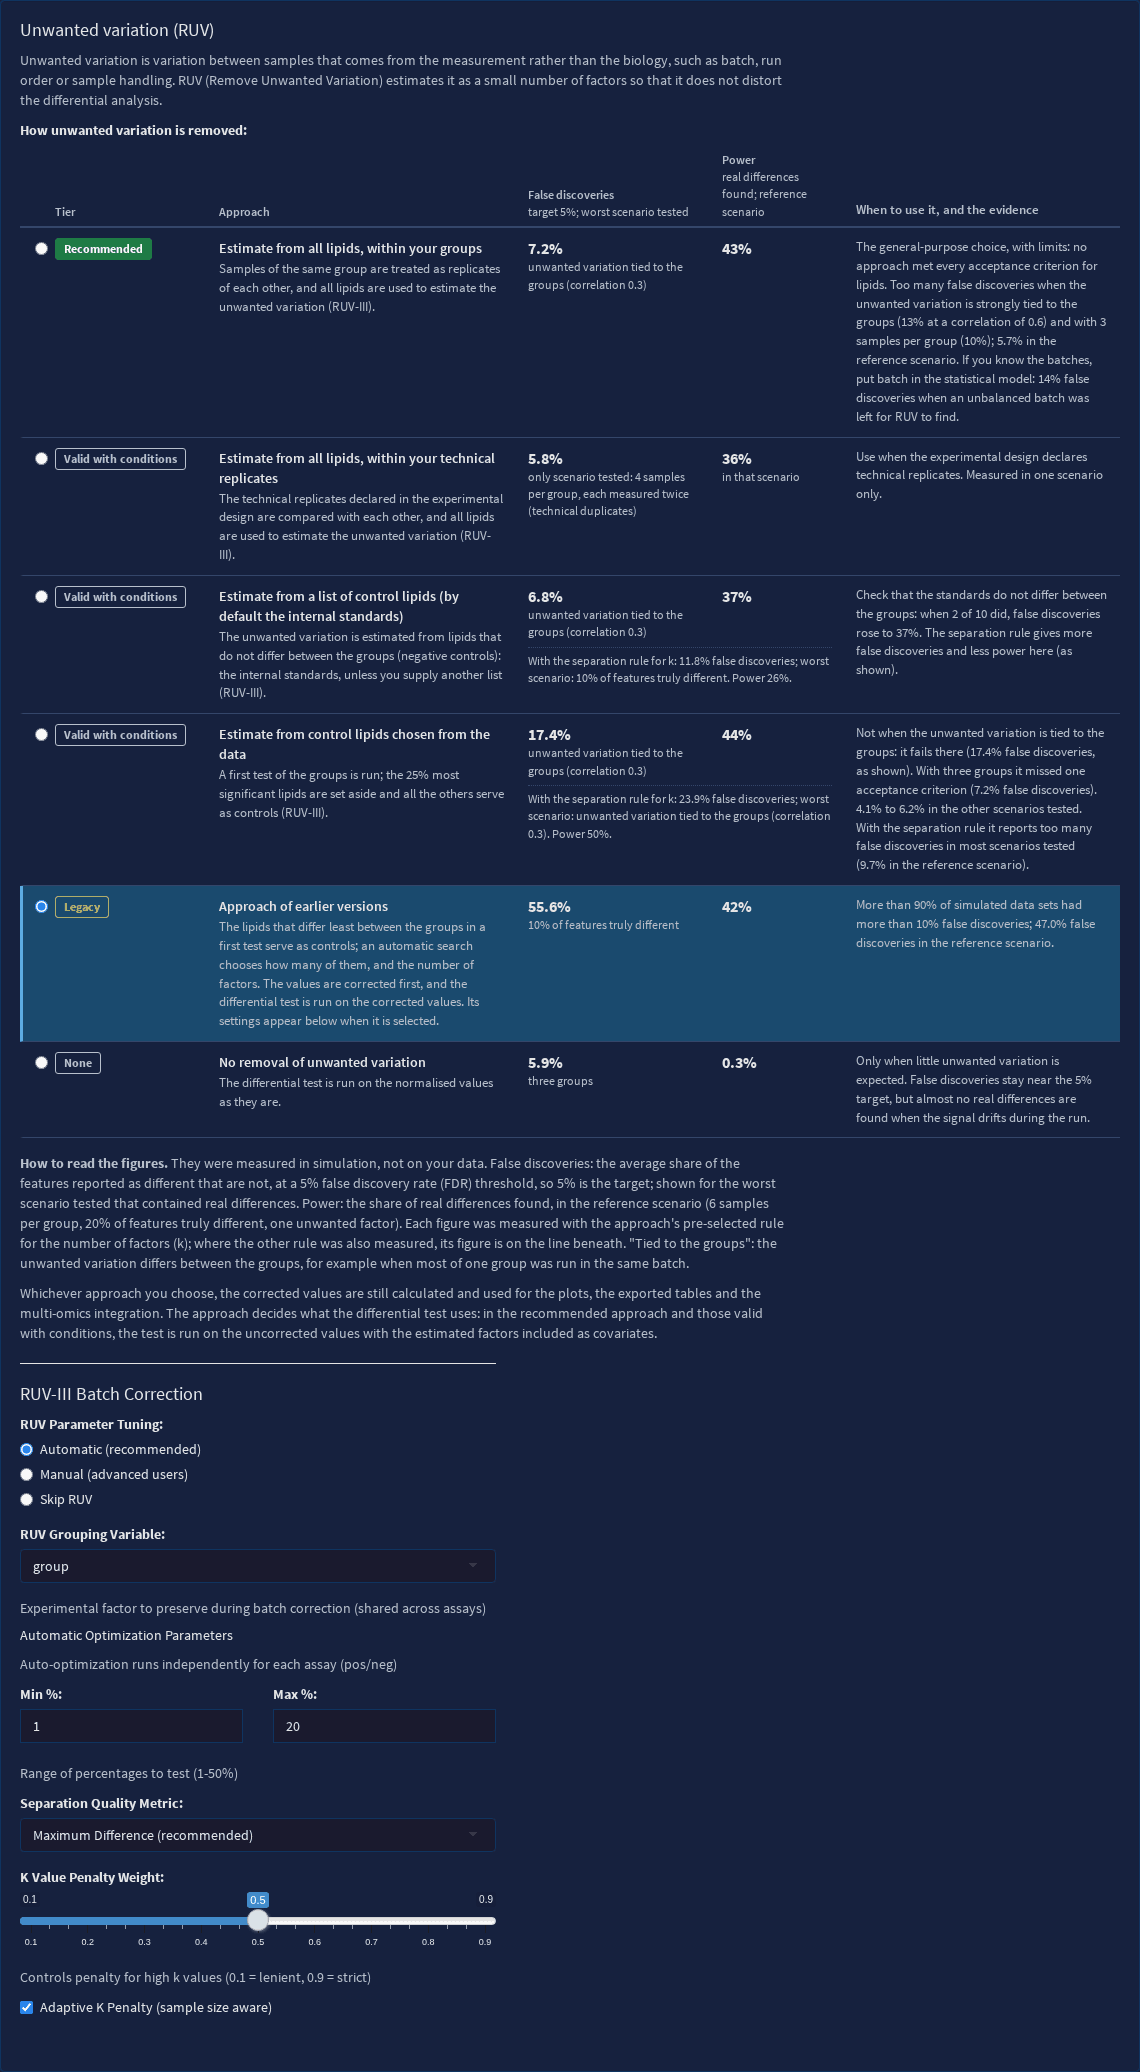 Unwanted variation (RUV)
Unwanted variation is variation between samples that comes from the measurement rather than the biology, such as batch, run
order or sample handling. RUV (Remove Unwanted Variation) estimates it as a small number of factors so that it does not distort
the differential analysis.
How unwanted variation is removed:
Tier
Approach
False discoveries
target 5%; worst scenario tested
Power
real differences
found; reference
scenario
When to use it, and the evidence
Recommended
Estimate from all lipids, within your groups
Samples of the same group are treated as replicates
of each other, and all lipids are used to estimate the
unwanted variation (RUV-III).
7.2%
unwanted variation tied to the
groups (correlation 0.3)
43%
The general-purpose choice, with limits: no
approach met every acceptance criterion for
lipids. Too many false discoveries when the
unwanted variation is strongly tied to the
groups (13% at a correlation of 0.6) and with 3
samples per group (10%); 5.7% in the
reference scenario. If you know the batches,
put batch in the statistical model: 14% false
discoveries when an unbalanced batch was
left for RUV to find.
Valid with conditions
Estimate from all lipids, within your technical
replicates
The technical replicates declared in the experimental
design are compared with each other, and all lipids
are used to estimate the unwanted variation (RUV-
III).
5.8%
only scenario tested: 4 samples
per group, each measured twice
(technical duplicates)
36%
in that scenario
Use when the experimental design declares
technical replicates. Measured in one scenario
only.
Valid with conditions
Estimate from a list of control lipids (by
default the internal standards)
The unwanted variation is estimated from lipids that
do not differ between the groups (negative controls):
the internal standards, unless you supply another list
(RUV-III).
6.8%
unwanted variation tied to the
groups (correlation 0.3)
37%
With the separation rule for k: 11.8% false discoveries; worst
scenario: 10% of features truly different. Power 26%.
Check that the standards do not differ between
the groups: when 2 of 10 did, false discoveries
rose to 37%. The separation rule gives more
false discoveries and less power here (as
shown).
Valid with conditions
Estimate from control lipids chosen from the
data
A first test of the groups is run; the 25% most
significant lipids are set aside and all the others serve
as controls (RUV-III).
17.4%
unwanted variation tied to the
groups (correlation 0.3)
44%
With the separation rule for k: 23.9% false discoveries; worst
scenario: unwanted variation tied to the groups (correlation
0.3). Power 50%.
Not when the unwanted variation is tied to the
groups: it fails there (17.4% false discoveries,
as shown). With three groups it missed one
acceptance criterion (7.2% false discoveries).
4.1% to 6.2% in the other scenarios tested.
With the separation rule it reports too many
false discoveries in most scenarios tested
(9.7% in the reference scenario).
Legacy
Approach of earlier versions
The lipids that differ least between the groups in a
first test serve as controls; an automatic search
chooses how many of them, and the number of
factors. The values are corrected first, and the
differential test is run on the corrected values. Its
settings appear below when it is selected.
55.6%
10% of features truly different
42%
More than 90% of simulated data sets had
more than 10% false discoveries; 47.0% false
discoveries in the reference scenario.
None
No removal of unwanted variation
The differential test is run on the normalised values
as they are.
5.9%
three groups
0.3%
Only when little unwanted variation is
expected. False discoveries stay near the 5%
target, but almost no real differences are
found when the signal drifts during the run.
How to read the figures. They were measured in simulation, not on your data. False discoveries: the average share of the
features reported as different that are not, at a 5% false discovery rate (FDR) threshold, so 5% is the target; shown for the worst
scenario tested that contained real differences. Power: the share of real differences found, in the reference scenario (6 samples
per group, 20% of features truly different, one unwanted factor). Each figure was measured with the approach's pre-selected rule
for the number of factors (k); where the other rule was also measured, its figure is on the line beneath. "Tied to the groups": the
unwanted variation differs between the groups, for example when most of one group was run in the same batch.
Whichever approach you choose, the corrected values are still calculated and used for the plots, the exported tables and the
multi-omics integration. The approach decides what the differential test uses: in the recommended approach and those valid
with conditions, the test is run on the uncorrected values with the estimated factors included as covariates.
RUV-III Batch Correction
RUV Parameter Tuning:
Automatic (recommended)
Manual (advanced users)
Skip RUV
RUV Grouping Variable:
group
Experimental factor to preserve during batch correction (shared across assays)
Automatic Optimization Parameters
Auto-optimization runs independently for each assay (pos/neg)
Min %:
Max %:
1
20
Range of percentages to test (1-50%)
Separation Quality Metric:
Maximum Difference (recommended)
K Value Penalty Weight:
0.1
0.5
0.9
0.1 0.2 0.3 0.4 0.5 0.6 0.7 0.8 0.9
Controls penalty for high k values (0.1 = lenient, 0.9 = strict)
Adaptive K Penalty (sample size aware)